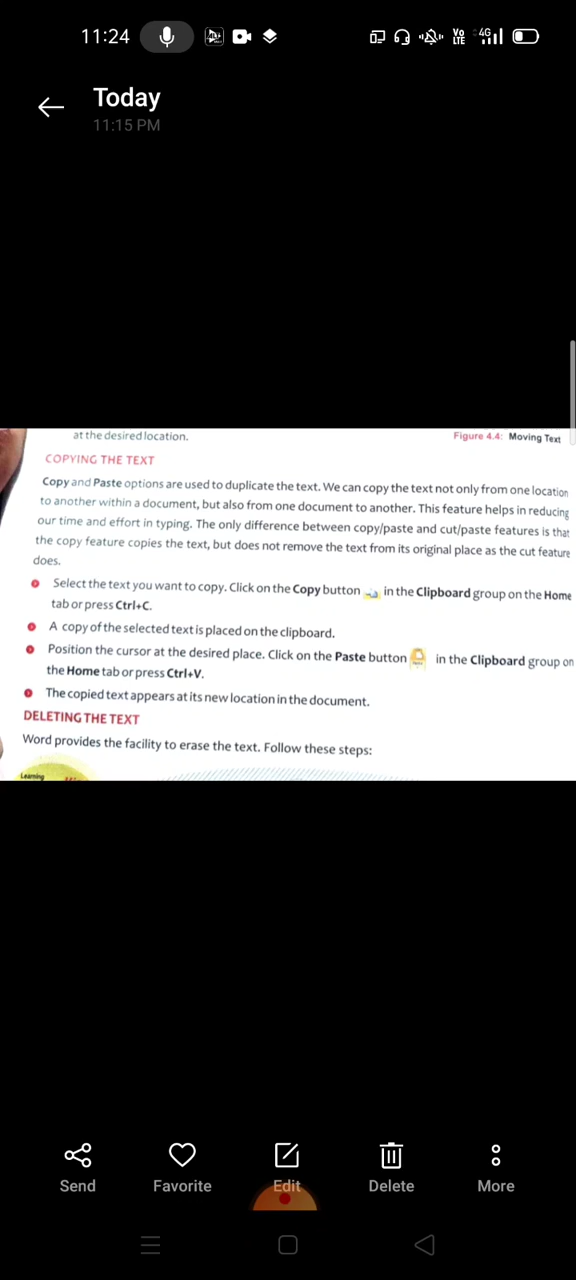 11:24
Vo LTE 4G
Today
11:15 PM
at the desired location.
Figure 4.4: Moving Text
COPYING THE TEXT
Copy and Paste options are used to duplicate the text. We can copy the text not only from one location
to another within a document, but also from one document to another. This feature helps in reducing
our time and effort in typing. The only difference between copy/paste and cut/paste features is that
the copy feature copies the text, but does not remove the text from its original place as the cut feature
does.
Select the text you want to copy. Click on the Copy button in the Clipboard group on the Home
tab or press Ctrl+C.
A copy of the selected text is placed on the clipboard.
Position the cursor at the desired place. Click on the Paste button in the Clipboard group on
the Home tab or press Ctrl+V.
The copied text appears at its new location in the document.
DELETING THE TEXT
Word provides the facility to erase the text. Follow these steps:
Learning
Send Favorite Edit Delete More